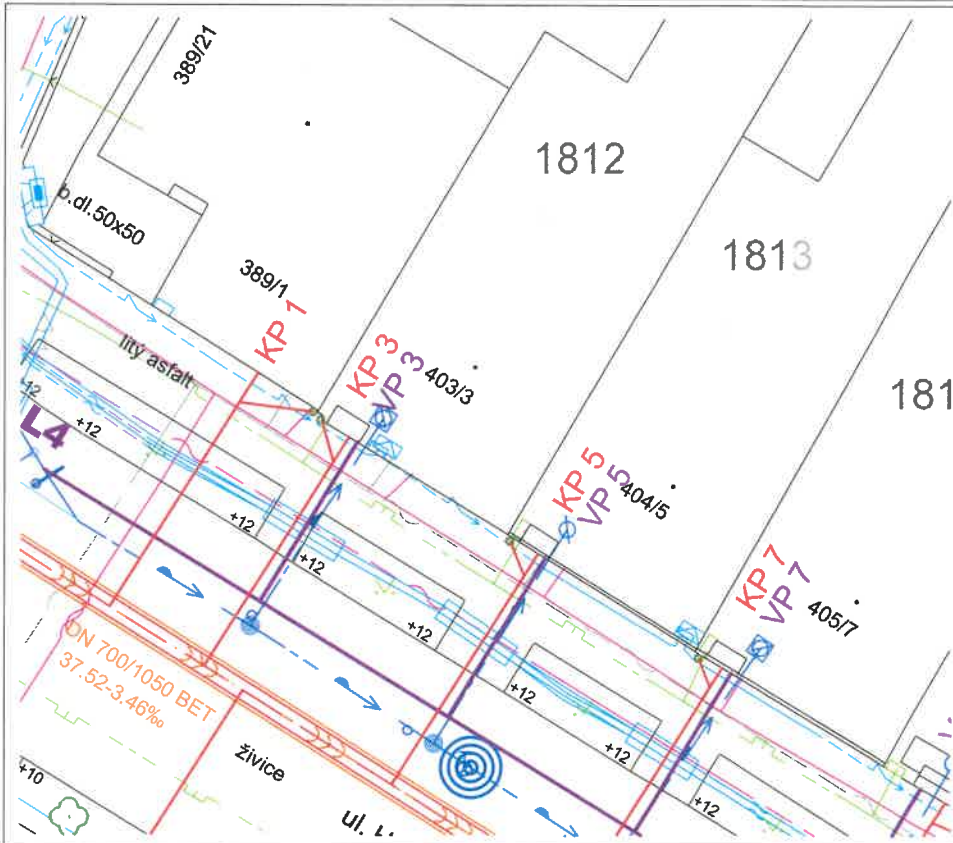 389/21
1812
b.dl.50x50
1813
389/1
KP 1
litý asfalt
KP 3
VP 3
403/3
181
-12
+12
L4
KP 5
VP 5
404/5
+12
+12
KP 7
VP 7
405/7
+12
+12
+12
+12
DN 700/1050 BET
37.52-3.46‰
živice
+10
ul.